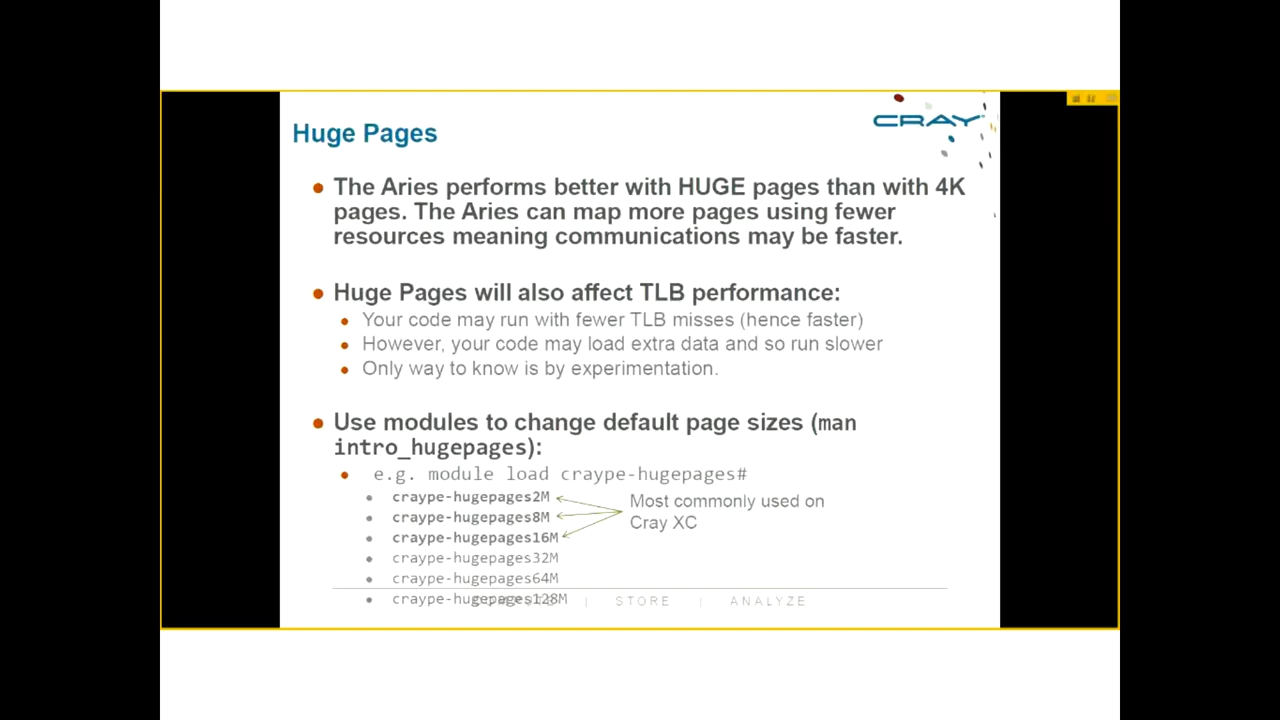 CRAY
Huge Pages
• The Aries performs better with HUGE pages than with 4K
pages. The Aries can map more pages using fewer
resources meaning communications may be faster.
• Huge Pages will also affect TLB performance:
• Your code may run with fewer TLB misses (hence faster)
• However, your code may load extra data and so run slower
• Only way to know is by experimentation.
• Use modules to change default page sizes (man
intro_hugepages):
• e.g. module load craype-hugepages#
• craype-hugepages2M
• craype-hugepages8M
• craype-hugepages16M
Most commonly used on
Cray XC
• craype-hugepages32M
• craype-hugepages64M
• craype-hugepages128M
| STORE | ANALYZE